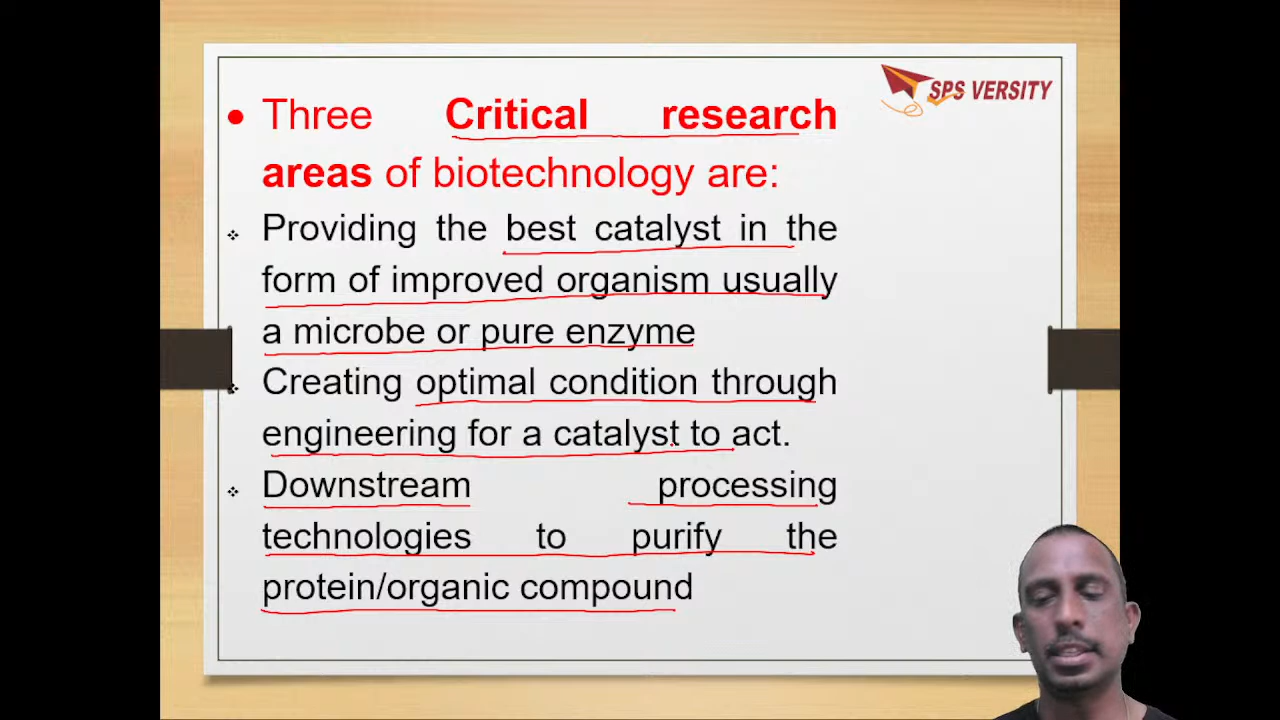 SPS VERSITY
• Three Critical research
areas of biotechnology are:
❖ Providing the best catalyst in the
form of improved organism usually
a microbe or pure enzyme
❖ Creating optimal condition through
engineering for a catalyst to act.
❖ Downstream processing
technologies to purify the
protein/organic compound